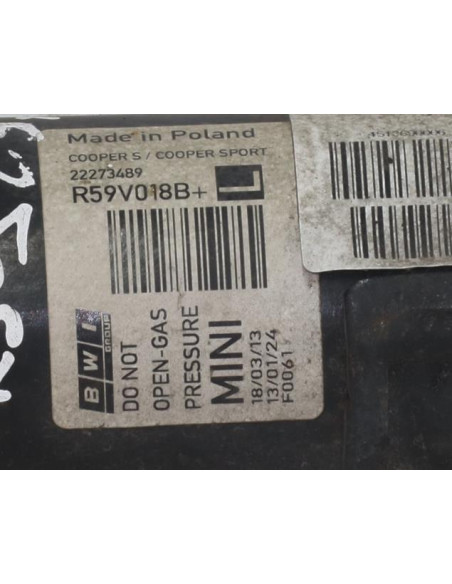 Made in Poland
COOPER S / COOPER SPORT
22273489
R59V018B+ L
BWI
GROUP
DO NOT
OPEN-GAS
PRESSURE
MINI
18/03/13
13/01/24
F0061